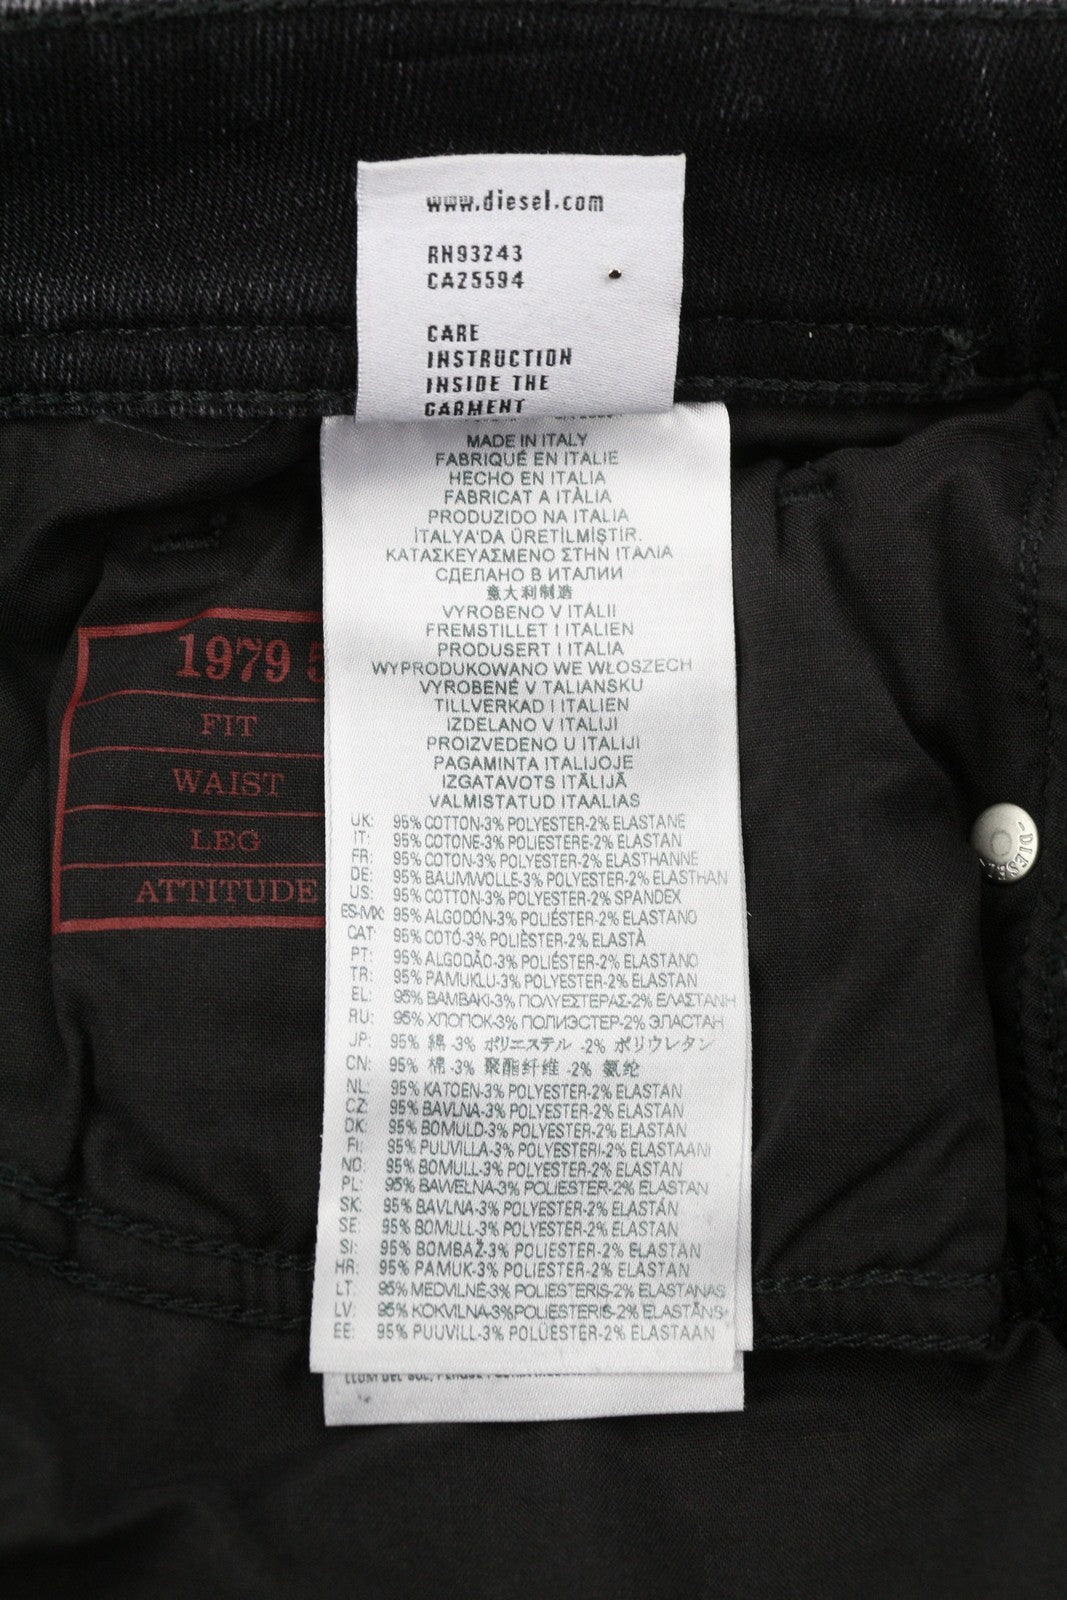 www.diesel.com
RN93243
CA25594
CARE
INSTRUCTION
INSIDE THE
GARMENT
MADE IN ITALY
FABRIQUÉ EN ITALIE
HECHO EN ITALIA
FABRICAT A ITÀLIA
PRODUZIDO NA ITALIA
İTALYA'DA ÜRETİLMİŞTİR.
ΚΑΤΑΣΚΕΥΑΣΜΕΝΟ ΣΤΗΝ ΙΤΑΛΙΑ
СДЕЛАНО В ИТАЛИИ
意大利制造
VYROBENO V ITÁLII
FREMSTILLET I ITALIEN
PRODUSERT I ITALIA
WYPRODUKOWANO WE WŁOSZECH
VYROBENÉ V TALIANSKU
TILLVERKAD I ITALIEN
IZDELANO V ITALIJI
PROIZVEDENO U ITALIJI
PAGAMINTA ITALIJOJE
IZGATAVOTS ITĀLIJĀ
VALMISTATUD ITAALIAS
UK: 95% COTTON-3% POLYESTER-2% ELASTANE
IT: 95% COTONE-3% POLIESTERE-2% ELASTAN
FR: 95% COTON-3% POLYESTER-2% ELASTHANNE
DE: 95% BAUMWOLLE-3% POLYESTER-2% ELASTHAN
US: 95% COTTON-3% POLYESTER-2% SPANDEX
ES-MX: 95% ALGODÓN-3% POLIÉSTER-2% ELASTANO
CAT: 95% COTÓ-3% POLIÈSTER-2% ELASTÀ
PT: 95% ALGODÃO-3% POLIÉSTER-2% ELASTANO
TR: 95% PAMUKLU-3% POLYESTER-2% ELASTAN
EL: 95% ΒΑΜΒΑΚΙ-3% ΠΟΛΥΕΣΤΕΡΑΣ-2% ΕΛΑΣΤΑΝΗ
RU: 95% ХЛОПОК-3% ПОЛИЭСТЕР-2% ЭЛАСТАН
JP: 95% 綿 -3% ポリエステル -2% ポリウレタン
CN: 95% 棉 -3% 聚酯纤维 -2% 氨纶
NL: 95% KATOEN-3% POLYESTER-2% ELASTAN
CZ: 95% BAVLNA-3% POLYESTER-2% ELASTAN
DK: 95% BOMULD-3% POLYESTER-2% ELASTAN
FI: 95% PUUVILLA-3% POLYESTERI-2% ELASTAANI
NO: 95% BOMULL-3% POLYESTER-2% ELASTAN
PL: 95% BAWEŁNA-3% POLIESTER-2% ELASTAN
SK: 95% BAVLNA-3% POLYESTER-2% ELASTÁN
SE: 95% BOMULL-3% POLYESTER-2% ELASTAN
SI: 95% BOMBAŽ-3% POLIESTER-2% ELASTAN
HR: 95% PAMUK-3% POLIESTER-2% ELASTAN
LT: 95% MEDVILNĖ-3% POLIESTERIS-2% ELASTANAS
LV: 95% KOKVILNA-3% POLIESTERIS-2% ELASTĀNS
EE: 95% PUUVILL-3% POLÜESTER-2% ELASTAAN
1979
FIT
WAIST
LEG
ATTITUDE
DIESEL